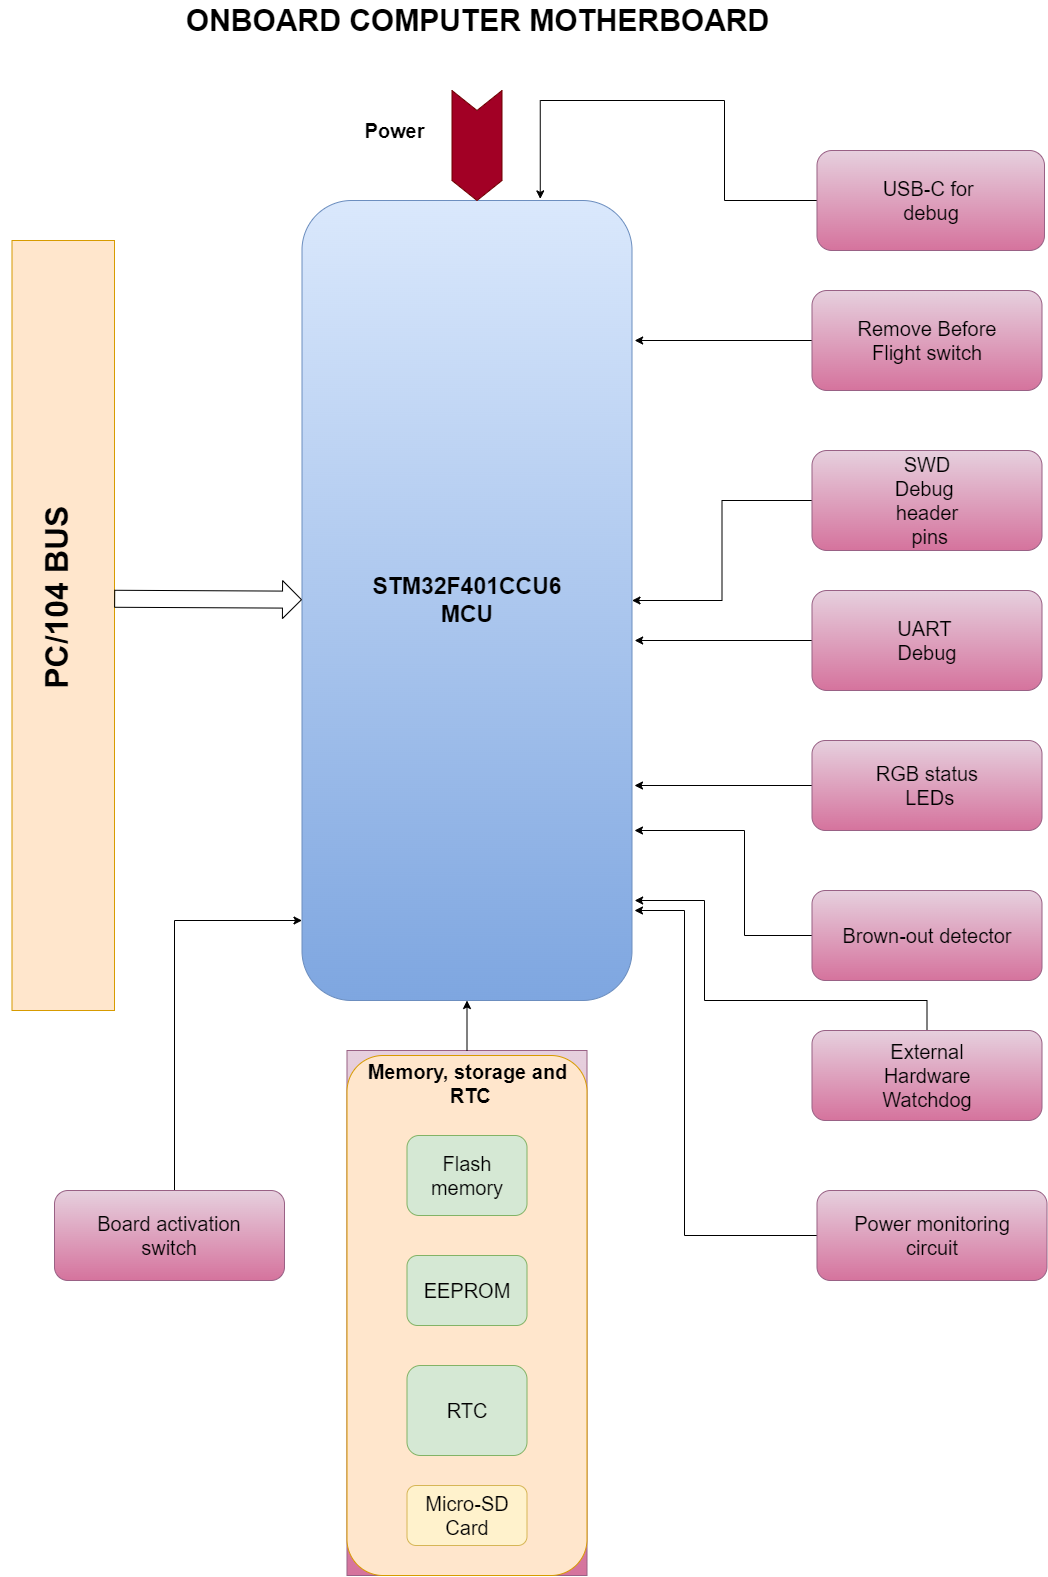 ONBOARD COMPUTER MOTHERBOARD
Power
USB-C for
debug
Remove Before
Flight switch
SWD
Debug
header
pins
PC/104 BUS
STM32F401CCU6
MCU
UART
Debug
RGB status
LEDs
Brown-out detector
External
Hardware
Watchdog
Memory, storage and
RTC
Flash
memory
Board activation
switch
Power monitoring
circuit
EEPROM
RTC
Micro-SD
Card